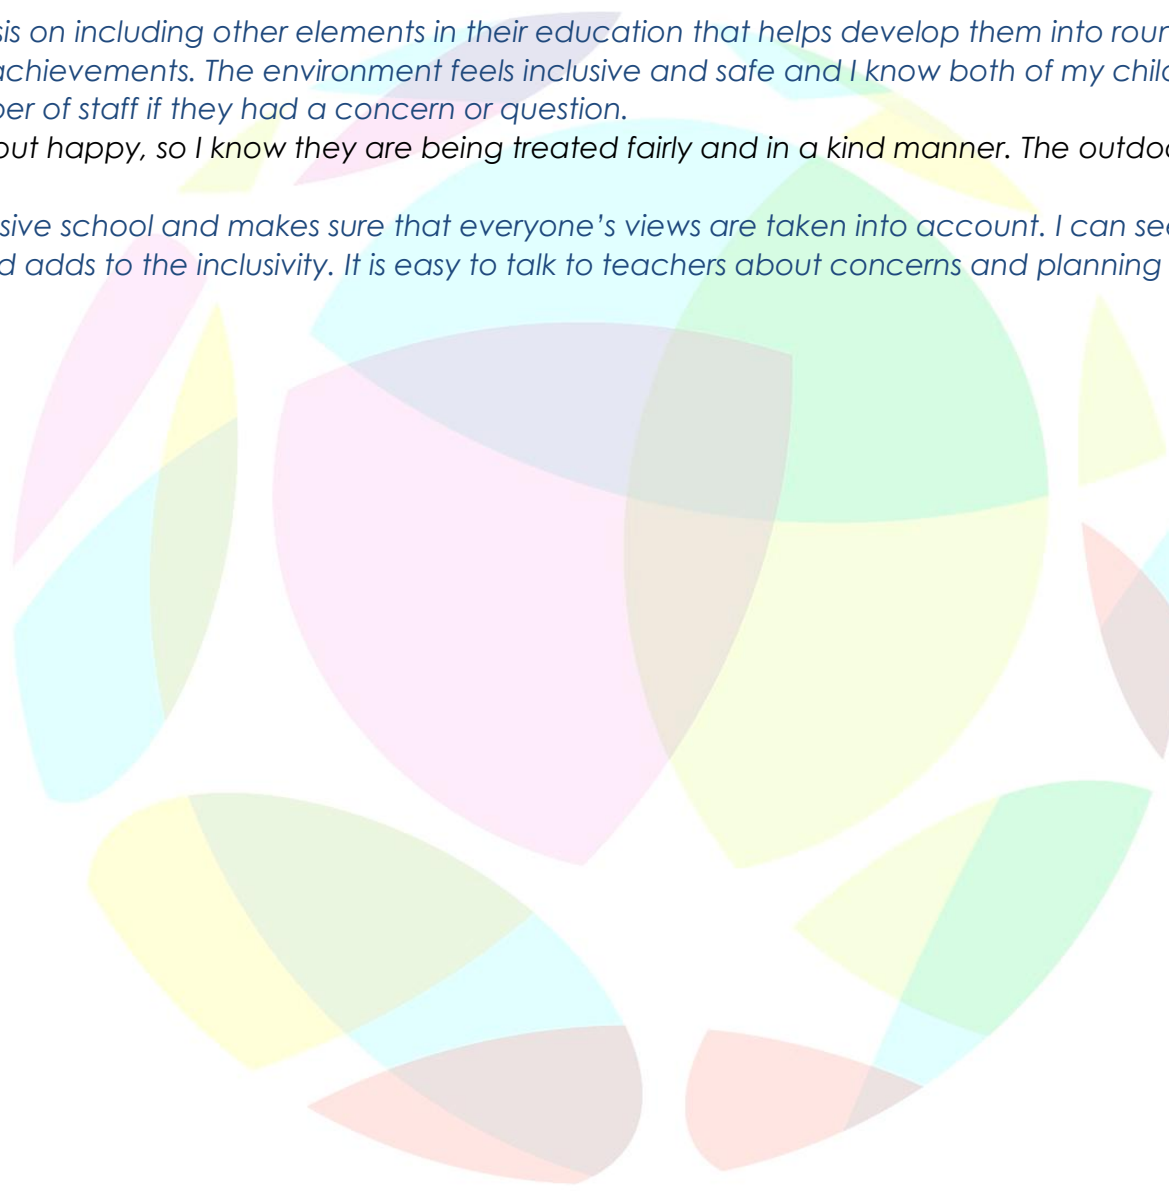 sis on including other elements in their education that helps develop them into roun
achievements. The environment feels inclusive and safe and I know both of my child
ber of staff if they had a concern or question.
out happy, so I know they are being treated fairly and in a kind manner. The outdoo
sive school and makes sure that everyone’s views are taken into account. I can see
d adds to the inclusivity. It is easy to talk to teachers about concerns and planning